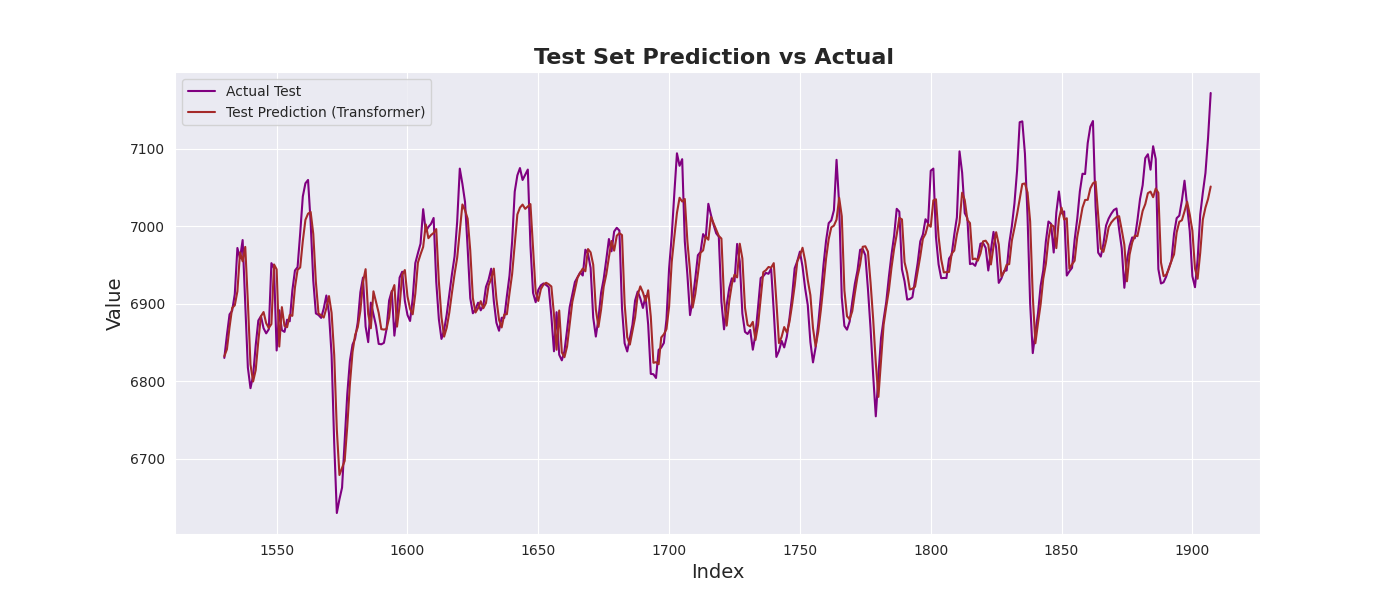 Test Set Prediction vs Actual
Actual Test
Test Prediction (Transformer)
Value
7100
7000
6900
6800
6700
1550 1600 1650 1700 1750 1800 1850 1900
Index